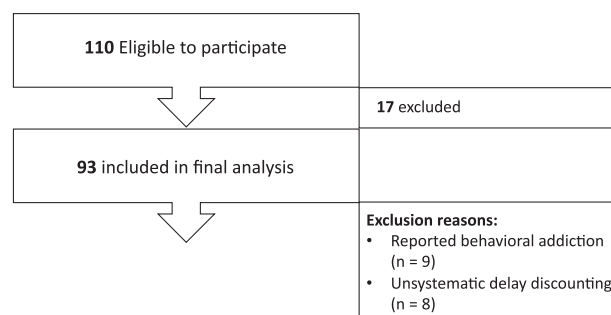 110 Eligible to participate
17 excluded
93 included in final analysis
Exclusion reasons:
• Reported behavioral addiction
(n = 9)
• Unsystematic delay discounting
(n = 8)